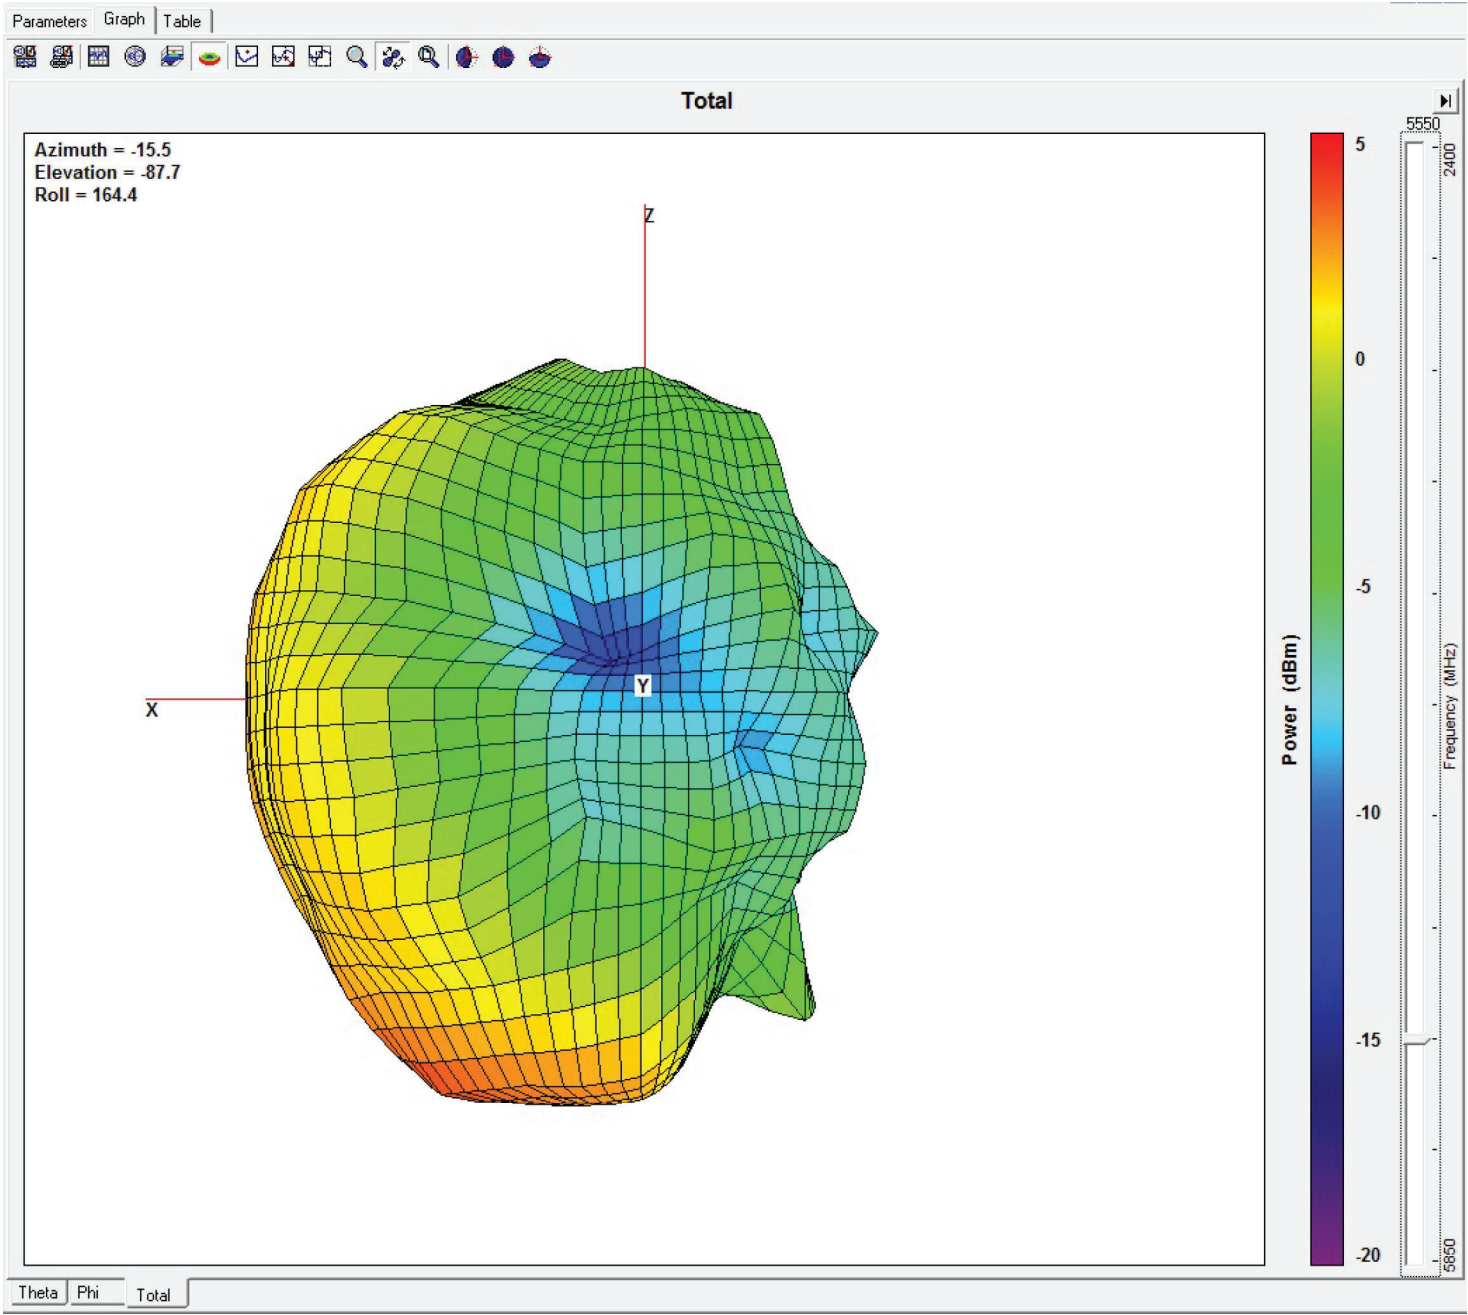 Parameters Graph Table
Total
5550
Azimuth = -15.5
Elevation = -87.7
Roll = 164.4
Z
X
Y
5
0
-5
-10
-15
-20
Power (dBm)
2400
Frequency (MHz)
5850
Theta Phi Total